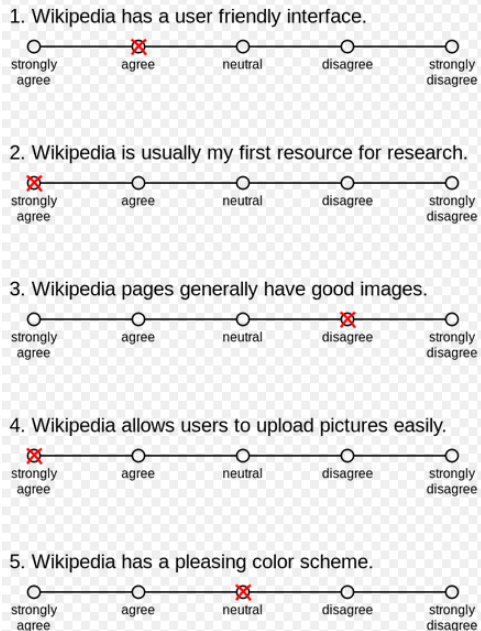 1. Wikipedia has a user friendly interface.
strongly agree neutral disagree strongly
agree disagree
2. Wikipedia is usually my first resource for research.
strongly agree neutral disagree strongly
agree disagree
3. Wikipedia pages generally have good images.
strongly agree neutral disagree strongly
agree disagree
4. Wikipedia allows users to upload pictures easily.
strongly agree neutral disagree strongly
agree disagree
5. Wikipedia has a pleasing color scheme.
strongly agree neutral disagree strongly
agree disagree